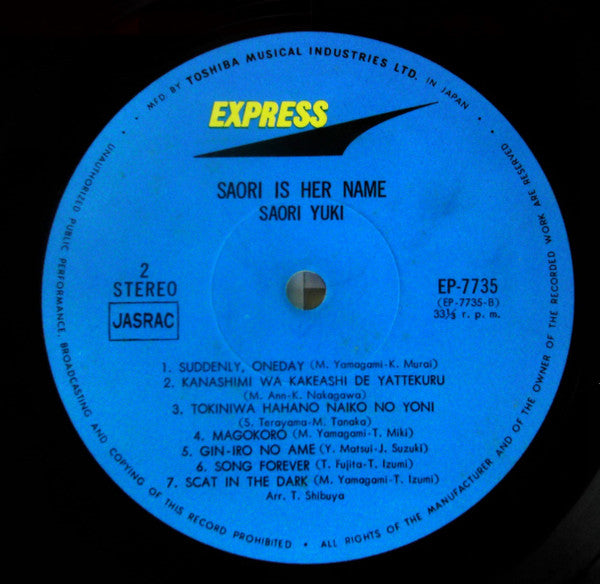 • MFD. BY TOSHIBA MUSICAL INDUSTRIES LTD. IN JAPAN •
EXPRESS
SAORI IS HER NAME
SAORI YUKI
2
STEREO
JASRAC
EP-7735
(EP-7735-B)
33⅓ r. p. m.
1. SUDDENLY, ONEDAY (M. Yamagami-K. Murai)
2. KANASHIMI WA KAKEASHI DE YATTEKURU
(M. Ann-K. Nakagawa)
3. TOKINIWA HAHANO NAIKO NO YONI
(S. Terayama-M. Tanaka)
4. MAGOKORO (M. Yamagami-T. Miki)
5. GIN-IRO NO AME (Y. Matsui-J. Suzuki)
6. SONG FOREVER (T. Fujita-T. Izumi)
7. SCAT IN THE DARK (M. Yamagami-T. Izumi)
Arr. T. Shibuya
UNAUTHORIZED PUBLIC PERFORMANCE, BROADCASTING AND COPYING OF THIS RECORD PROHIBITED • ALL RIGHTS OF THE MANUFACTURER AND OF THE OWNER OF THE RECORDED WORK ARE RESERVED